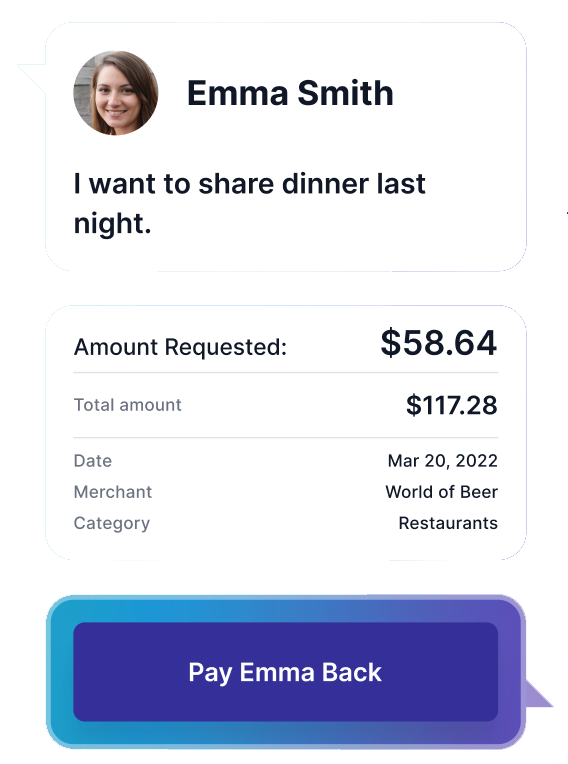 Emma Smith
I want to share dinner last
night.
Amount Requested: $58.64
Total amount $117.28
Date Mar 20, 2022
Merchant World of Beer
Category Restaurants
Pay Emma Back